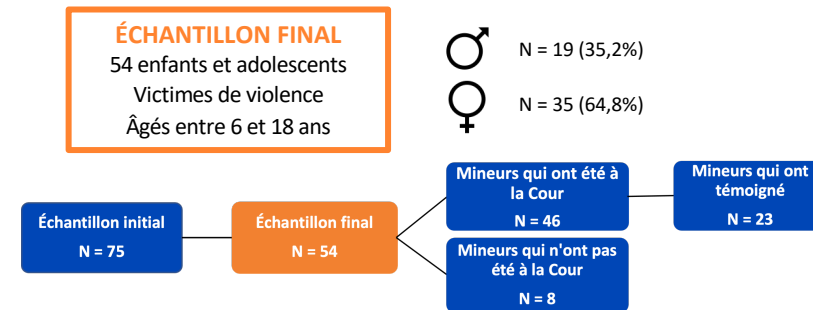 ÉCHANTILLON FINAL
54 enfants et adolescents
Victimes de violence
Âgés entre 6 et 18 ans
N = 19 (35,2%)
N = 35 (64,8%)
Échantillon initial
N = 75
Échantillon final
N = 54
Mineurs qui ont été à
la Cour
N = 46
Mineurs qui ont
témoigné
N = 23
Mineurs qui n'ont pas
été à la Cour
N = 8